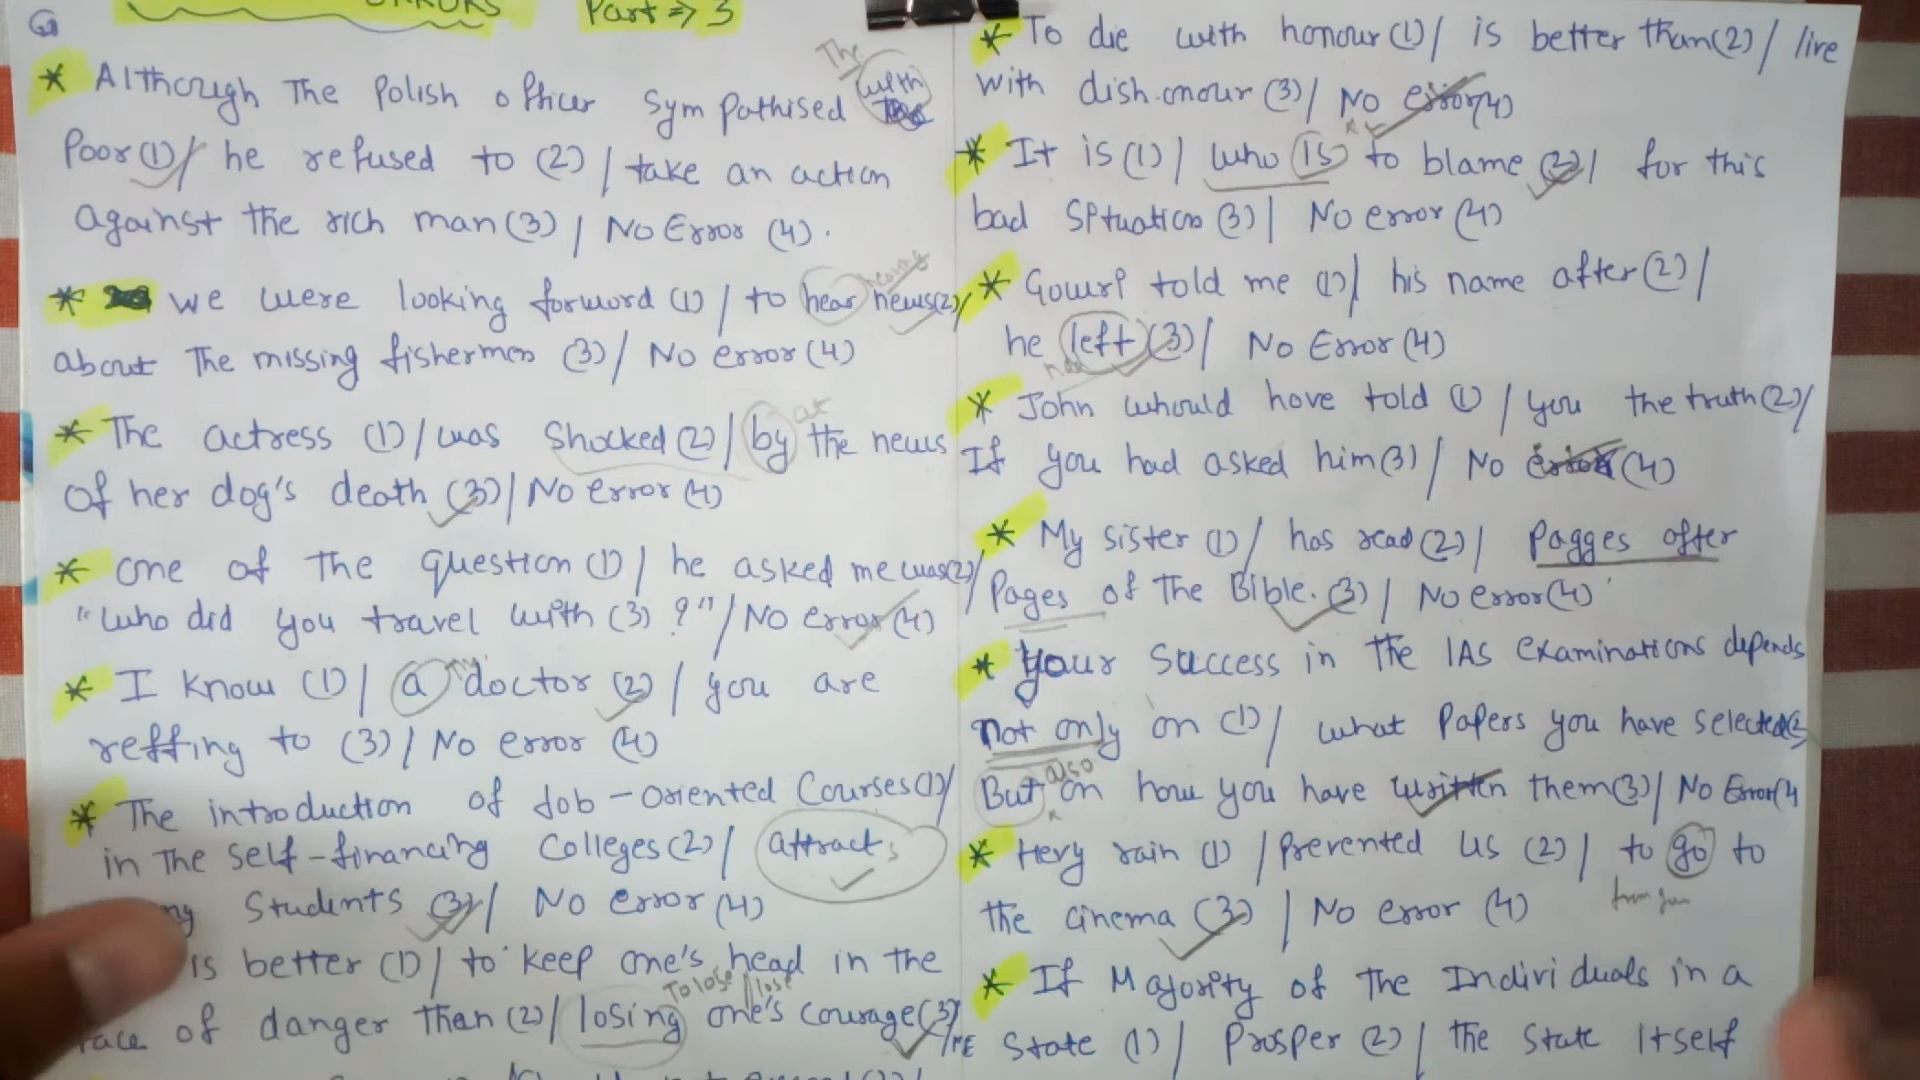 ERRORS
Part => 3
* Although The Polish officer sympathised with The
Poor (1) / he refused to (2) / take an action
against the rich man (3) / No Error (4).
* we were looking forword (1) / to hear hearing news (2) /
about The missing fishermen (3) / No error (4)
* The actress (1) / was shocked (2) / by at the news
of her dog's death (3) / No error (4)
* one of the question (1) / he asked me was (2) /
"who did you travel with (3) ?" / No error (4)
* I know (1) / a my doctor (2) / you are
reffing to (3) / No error (4)
* The introduction of Job-oriented Courses (1) /
in The self-financing colleges (2) / attracts
students (3) / No error (4)
is better (1) / to keep one's head in the
face of danger Than (2) / losing To lose / lose one's courage (3) / NE
* To die with honour (1) / is better than (2) / live
with dishonour (3) / No error (4)
* It is (1) / who is to blame (2) / for this
bad situation (3) / No error (4)
* Gowri told me (1) / his name after (2) /
he left (3) / No Error (4)
* John whould have told (1) / you the truth (2) /
If you had asked him (3) / No error (4)
* My sister (1) / has read (2) / Pagges after
Pages of The Bible. (3) / No error (4)
* Your success in The IAS examinations depends
not only on (1) / what Papers you have selected (2)
But also on how you have written them (3) / No Error (4
* Hevy rain (1) / prevented us (2) / to go to
the cinema (3) / No error (4)
* If Majority of the Individuals in a
State (1) / Prosper (2) / the state Itself